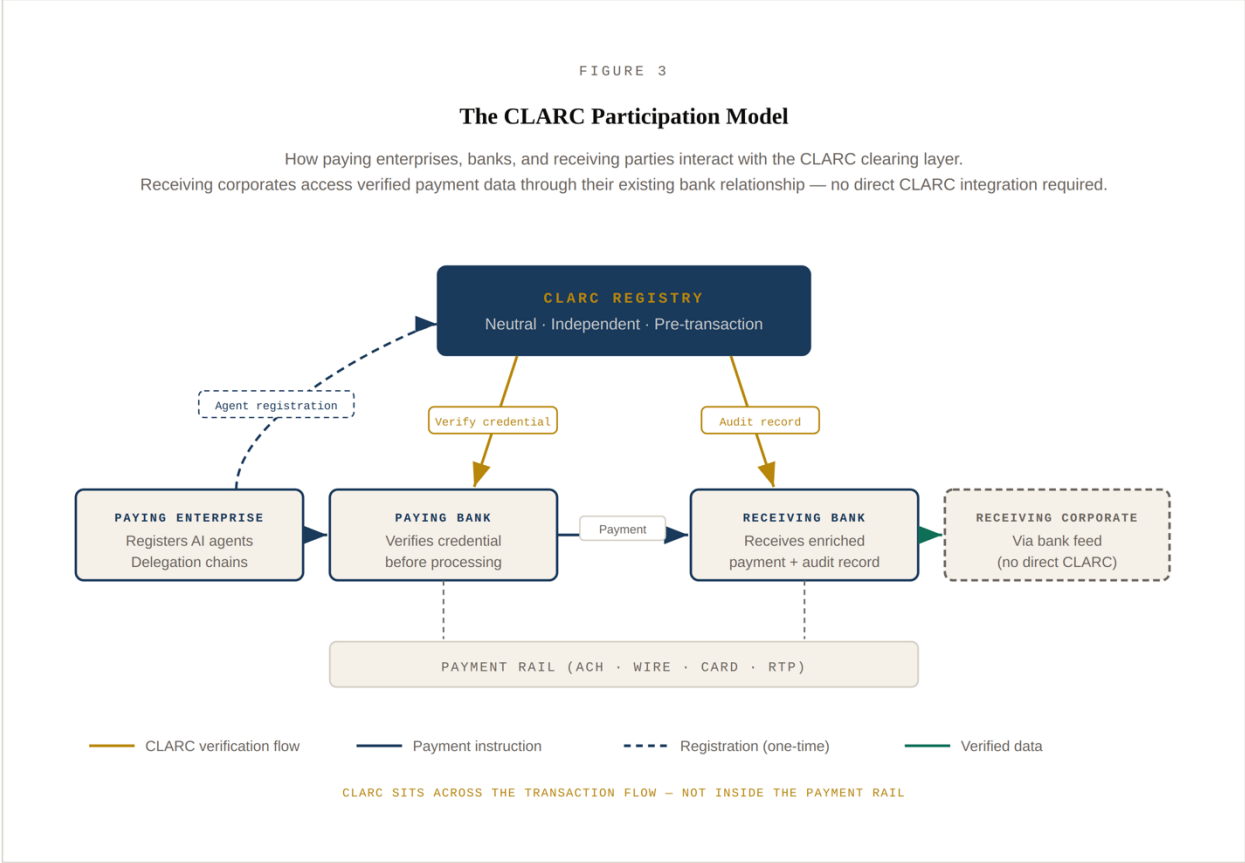 FIGURE 3
The CLARC Participation Model
How paying enterprises, banks, and receiving parties interact with the CLARC clearing layer.
Receiving corporates access verified payment data through their existing bank relationship — no direct CLARC integration required.
CLARC REGISTRY
Neutral · Independent · Pre-transaction
Agent registration
Verify credential
Audit record
PAYING ENTERPRISE
Registers AI agents
Delegation chains
PAYING BANK
Verifies credential
before processing
Payment
RECEIVING BANK
Receives enriched
payment + audit record
RECEIVING CORPORATE
Via bank feed
(no direct CLARC)
PAYMENT RAIL (ACH · WIRE · CARD · RTP)
CLARC verification flow
Payment instruction
Registration (one-time)
Verified data
CLARC SITS ACROSS THE TRANSACTION FLOW — NOT INSIDE THE PAYMENT RAIL